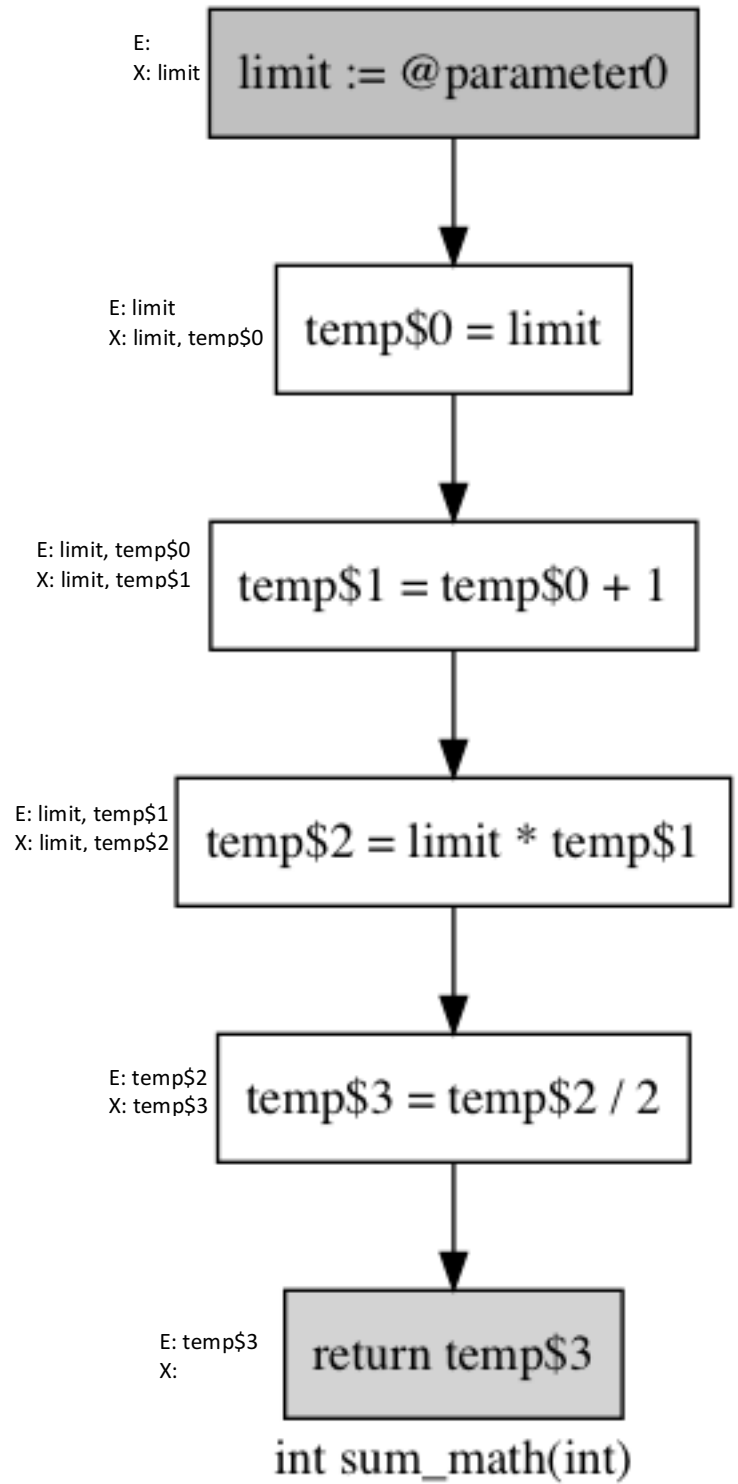 E:
X: limit
limit := @parameter0
E: limit
X: limit, temp$0
temp$0 = limit
E: limit, temp$0
X: limit, temp$1
temp$1 = temp$0 + 1
E: limit, temp$1
X: limit, temp$2
temp$2 = limit * temp$1
E: temp$2
X: temp$3
temp$3 = temp$2 / 2
E: temp$3
X:
return temp$3
int sum_math(int)